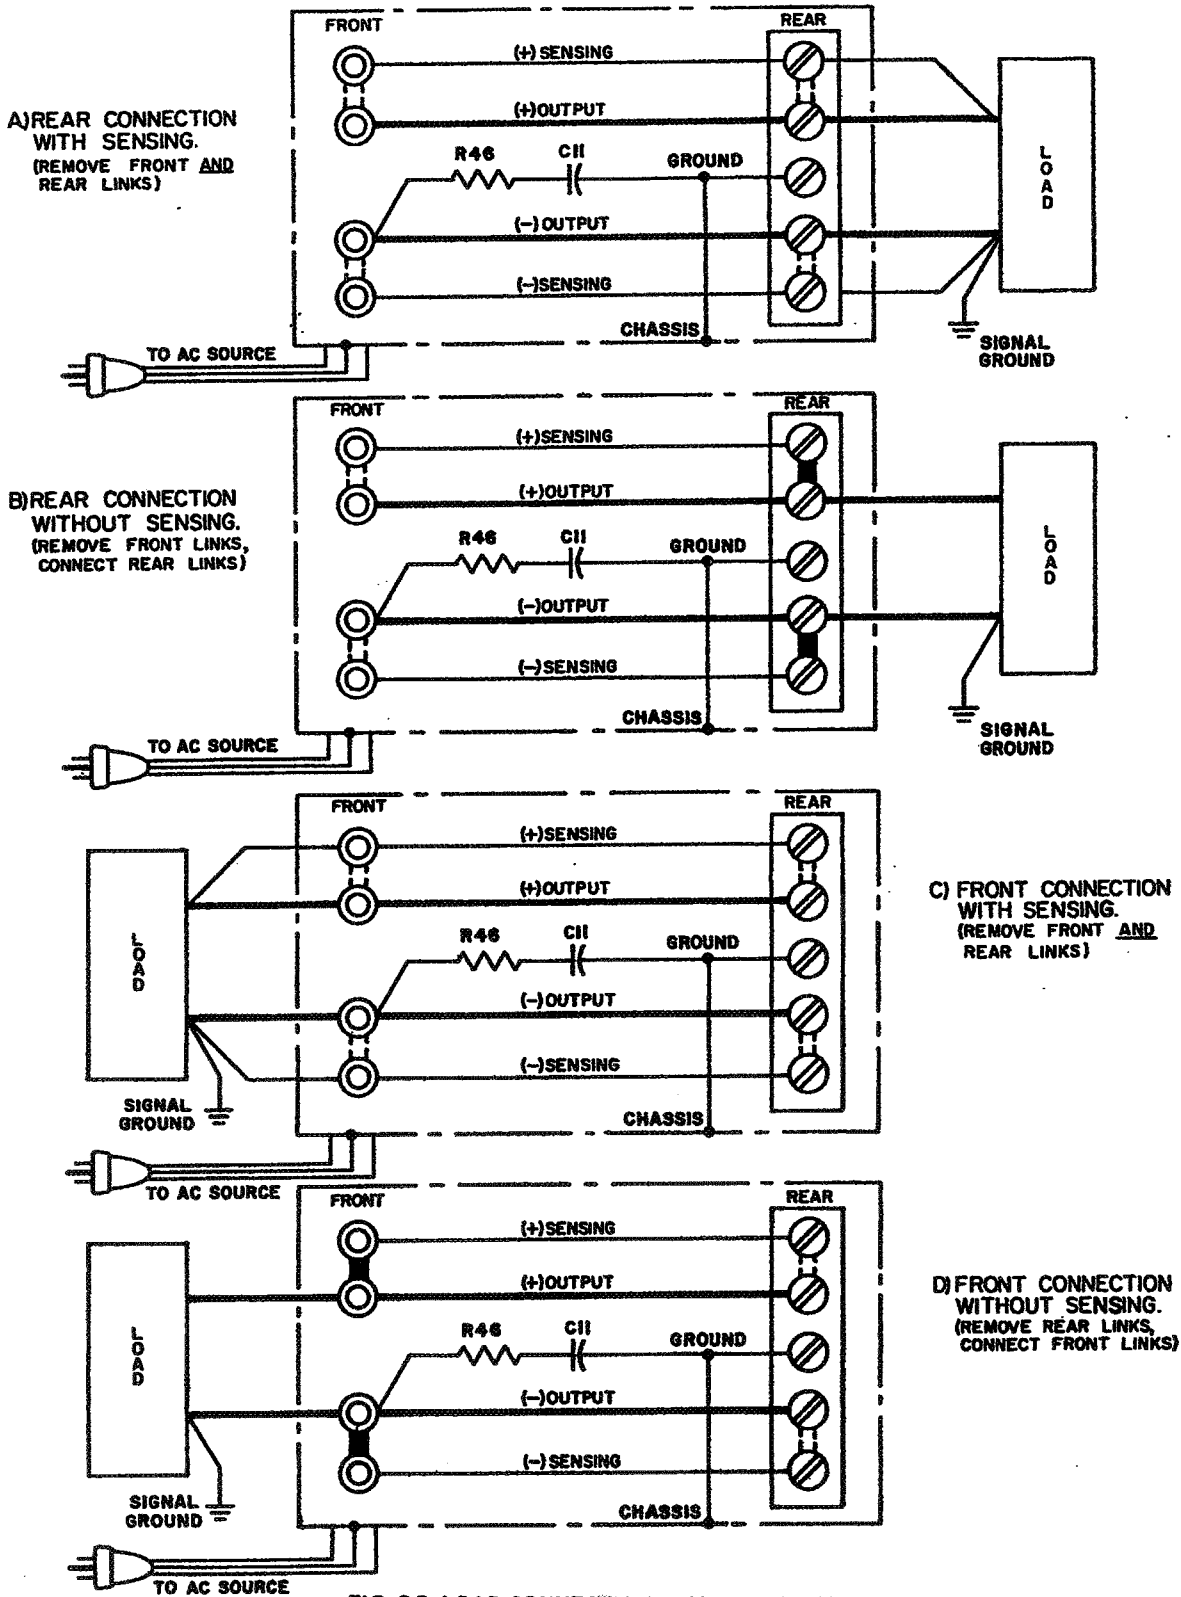 FRONT
REAR
(+) SENSING
A) REAR CONNECTION
WITH SENSING.
(REMOVE FRONT AND
REAR LINKS)
(+) OUTPUT
R46
C11
GROUND
LOAD
(−) OUTPUT
(−) SENSING
CHASSIS
SIGNAL
GROUND
TO AC SOURCE
FRONT
REAR
(+) SENSING
B) REAR CONNECTION
WITHOUT SENSING.
(REMOVE FRONT LINKS,
CONNECT REAR LINKS)
(+) OUTPUT
R46
C11
GROUND
LOAD
(−) OUTPUT
(−) SENSING
CHASSIS
SIGNAL
GROUND
TO AC SOURCE
FRONT
REAR
(+) SENSING
C) FRONT CONNECTION
WITH SENSING.
(REMOVE FRONT AND
REAR LINKS)
(+) OUTPUT
LOAD
R46
C11
GROUND
(−) OUTPUT
(−) SENSING
SIGNAL
GROUND
CHASSIS
TO AC SOURCE
FRONT
REAR
(+) SENSING
D) FRONT CONNECTION
WITHOUT SENSING.
(REMOVE REAR LINKS,
CONNECT FRONT LINKS)
(+) OUTPUT
LOAD
R46
C11
GROUND
(−) OUTPUT
(−) SENSING
SIGNAL
GROUND
CHASSIS
TO AC SOURCE